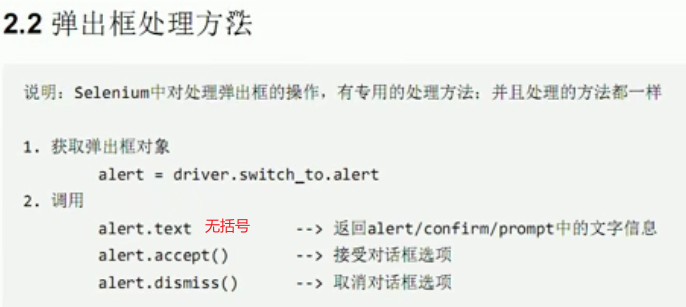 2.2 弹出框处理方法
说明：Selenium中对处理弹出框的操作，有专用的处理方法；并且处理的方法都一样
1. 获取弹出框对象
alert = driver.switch_to.alert
2. 调用
alert.text 无括号 --> 返回alert/confirm/prompt中的文字信息
alert.accept() --> 接受对话框选项
alert.dismiss() --> 取消对话框选项